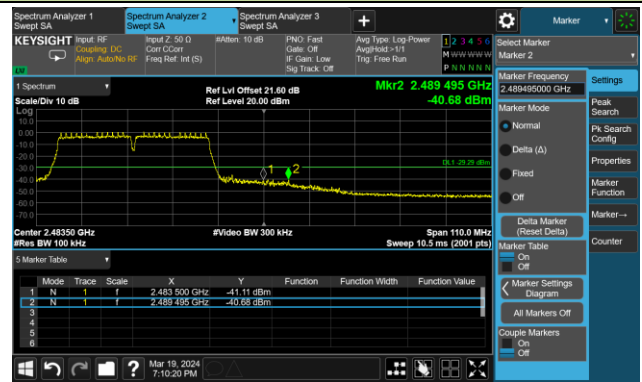 Spectrum Analyzer 1
Swept SA
Spectrum Analyzer 2
Swept SA
Spectrum Analyzer 3
Swept SA
+
Marker
KEYSIGHT
Input: RF
Coupling: DC
Align: Auto/No RF
Input Z: 50 Ω
Corr CCorr
Freq Ref: Int (S)
#Atten: 10 dB
PNO: Fast
Gate: Off
IF Gain: Low
Sig Track: Off
Avg Type: Log-Power
Avg|Hold:>1/1
Trig: Free Run
1 2 3 4 5 6
M W W W W W
P N N N N N
LW
Select Marker
Marker 2
1 Spectrum
Scale/Div 10 dB
Ref Lvl Offset 21.60 dB
Ref Level 20.00 dBm
Mkr2 2.489 495 GHz
-40.68 dBm
Log
10.0
0.00
-10.0
-20.0
-30.0
-40.0
-50.0
-60.0
-70.0
1
2
DL1 -29.29 dBm
Center 2.48350 GHz
#Res BW 100 kHz
#Video BW 300 kHz
Span 110.0 MHz
Sweep 10.5 ms (2001 pts)
5 Marker Table
Mode Trace Scale X Y Function Function Width Function Value
1 N 1 f 2.483 500 GHz -41.11 dBm
2 N 1 f 2.489 495 GHz -40.68 dBm
3
4
5
6
Marker Frequency
2.489495000 GHz
Marker Mode
Normal
Delta (Δ)
Fixed
Off
Delta Marker
(Reset Delta)
Marker Table
On
Off
Marker Settings
Diagram
All Markers Off
Couple Markers
On
Off
Settings
Peak
Search
Pk Search
Config
Properties
Marker
Function
Marker→
Counter
?
Mar 19, 2024
7:10:20 PM